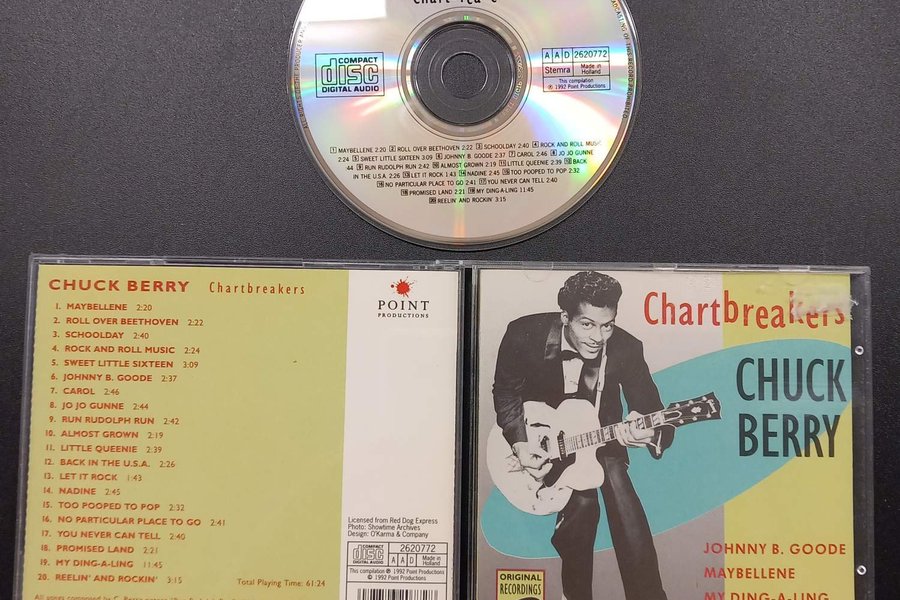 Chart
COMPACT
disc
DIGITAL AUDIO
A A D 2620772
Stemra Made in
Holland
This compilation
℗ 1992 Point Productions
1 MAYBELLENE 2:20 2 ROLL OVER BEETHOVEN 2:22 3 SCHOOLDAY 2:40 4 ROCK AND ROLL MUSIC
2:24 5 SWEET LITTLE SIXTEEN 3:09 6 JOHNNY B. GOODE 2:37 7 CAROL 2:46 8 JO JO GUNNE
44 9 RUN RUDOLPH RUN 2:42 10 ALMOST GROWN 2:19 11 LITTLE QUEENIE 2:39 12 BACK
IN THE U.S.A. 2:26 13 LET IT ROCK 1:43 14 NADINE 2:45 15 TOO POOPED TO POP 2:32
16 NO PARTICULAR PLACE TO GO 2:41 17 YOU NEVER CAN TELL 2:40
18 PROMISED LAND 2:21 19 MY DING-A-LING 11:45
20 REELIN' AND ROCKIN' 3:15
CHUCK BERRY Chartbreakers
1. MAYBELLENE 2:20
2. ROLL OVER BEETHOVEN 2:22
3. SCHOOLDAY 2:40
4. ROCK AND ROLL MUSIC 2:24
5. SWEET LITTLE SIXTEEN 3:09
6. JOHNNY B. GOODE 2:37
7. CAROL 2:46
8. JO JO GUNNE 2:44
9. RUN RUDOLPH RUN 2:42
10. ALMOST GROWN 2:19
11. LITTLE QUEENIE 2:39
12. BACK IN THE U.S.A. 2:26
13. LET IT ROCK 1:43
14. NADINE 2:45
15. TOO POOPED TO POP 2:32
16. NO PARTICULAR PLACE TO GO 2:41
17. YOU NEVER CAN TELL 2:40
18. PROMISED LAND 2:21
19. MY DING-A-LING 11:45
20. REELIN' AND ROCKIN' 3:15
Total Playing Time: 61:24
All songs composed by C. Berry
POINT
PRODUCTIONS
Licensed from Red Dog Express
Photo: Showtime Archives
Design: O'Karma & Company
COMPACT
disc
DIGITAL AUDIO
2620772
A A D Made in
Holland
This compilation ℗ 1992 Point Productions
© 1992 Point Productions
Chartbreakers
CHUCK
BERRY
ORIGINAL
RECORDINGS
JOHNNY B. GOODE
MAYBELLENE
MY DING-A-LING